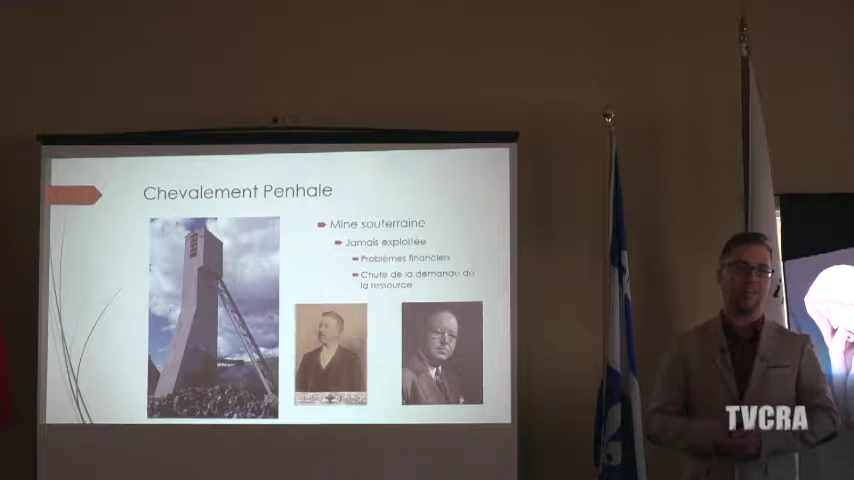 Chevalement Penhale
Mine souterraine
Jamais exploitée
Problèmes financiers
Chute de la demande de
la ressource
TVCRA